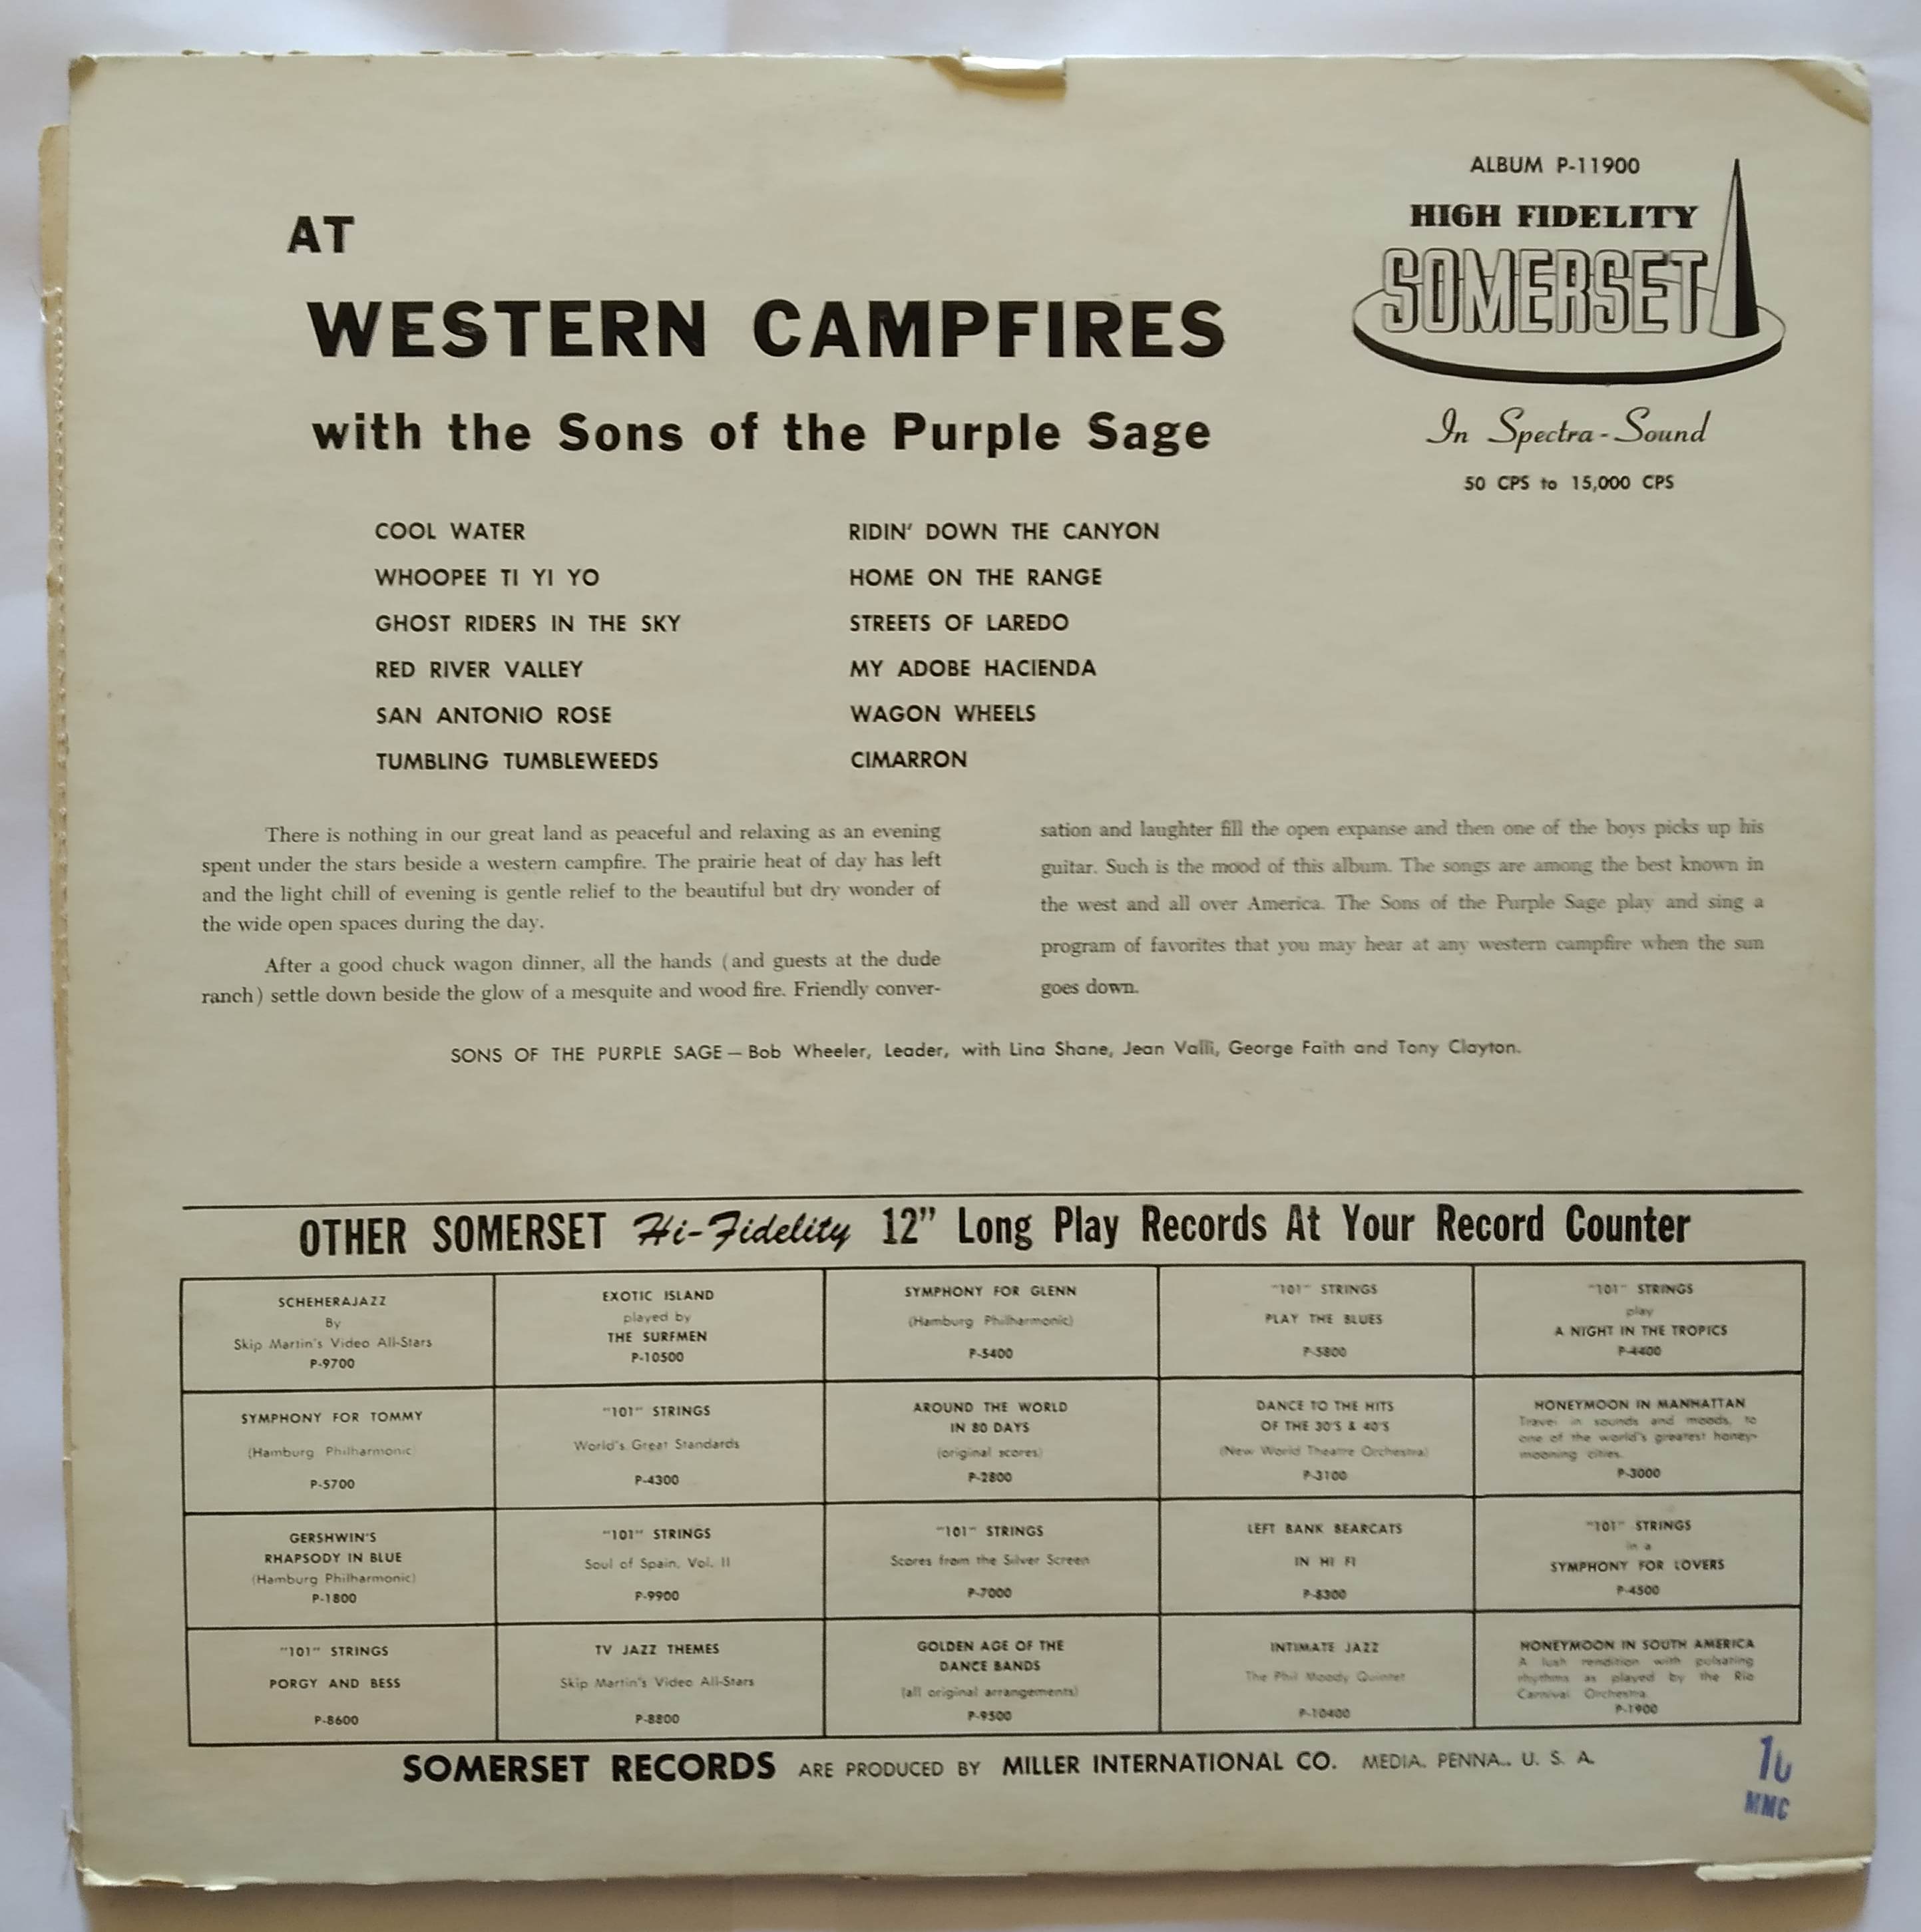 ALBUM P-11900
HIGH FIDELITY
SOMERSET
In Spectra-Sound
50 CPS to 15,000 CPS
AT
WESTERN CAMPFIRES
with the Sons of the Purple Sage
COOL WATER
WHOOPEE TI YI YO
GHOST RIDERS IN THE SKY
RED RIVER VALLEY
SAN ANTONIO ROSE
TUMBLING TUMBLEWEEDS
RIDIN' DOWN THE CANYON
HOME ON THE RANGE
STREETS OF LAREDO
MY ADOBE HACIENDA
WAGON WHEELS
CIMARRON
There is nothing in our great land as peaceful and relaxing as an evening
spent under the stars beside a western campfire. The prairie heat of day has left
and the light chill of evening is gentle relief to the beautiful but dry wonder of
the wide open spaces during the day.
After a good chuck wagon dinner, all the hands (and guests at the dude
ranch) settle down beside the glow of a mesquite and wood fire. Friendly conver-
sation and laughter fill the open expanse and then one of the boys picks up his
guitar. Such is the mood of this album. The songs are among the best known in
the west and all over America. The Sons of the Purple Sage play and sing a
program of favorites that you may hear at any western campfire when the sun
goes down.
SONS OF THE PURPLE SAGE — Bob Wheeler, Leader, with Lina Shane, Jean Valli, George Faith and Tony Clayton.
OTHER SOMERSET Hi-Fidelity 12" Long Play Records At Your Record Counter
SCHEHERAJAZZ
By
Skip Martin's Video All-Stars
P-9700
EXOTIC ISLAND
played by
THE SURFMEN
P-10500
SYMPHONY FOR GLENN
(Hamburg Philharmonic)
P-5400
"101" STRINGS
PLAY THE BLUES
P-5800
"101" STRINGS
play
A NIGHT IN THE TROPICS
P-4400
SYMPHONY FOR TOMMY
(Hamburg Philharmonic)
P-5700
"101" STRINGS
World's Great Standards
P-4300
AROUND THE WORLD
IN 80 DAYS
(original scores)
P-2800
DANCE TO THE HITS
OF THE 30'S & 40'S
(New World Theatre Orchestra)
P-3100
HONEYMOON IN MANHATTAN
Travel in sounds and moods, to
one of the world's greatest honey-
mooning cities.
P-3000
GERSHWIN'S
RHAPSODY IN BLUE
(Hamburg Philharmonic)
P-1800
"101" STRINGS
Soul of Spain, Vol. II
P-9900
"101" STRINGS
Scores from the Silver Screen
P-7000
LEFT BANK BEARCATS
IN HI FI
P-8300
"101" STRINGS
in a
SYMPHONY FOR LOVERS
P-4500
"101" STRINGS
PORGY AND BESS
P-8600
TV JAZZ THEMES
Skip Martin's Video All-Stars
P-8800
GOLDEN AGE OF THE
DANCE BANDS
(all original arrangements)
P-9500
INTIMATE JAZZ
The Phil Moody Quintet
P-10400
HONEYMOON IN SOUTH AMERICA
A lush rendition with pulsating
rhythms as played by the Rio
Carnival Orchestra.
P-1900
SOMERSET RECORDS ARE PRODUCED BY MILLER INTERNATIONAL CO. MEDIA, PENNA., U. S. A.
MMC